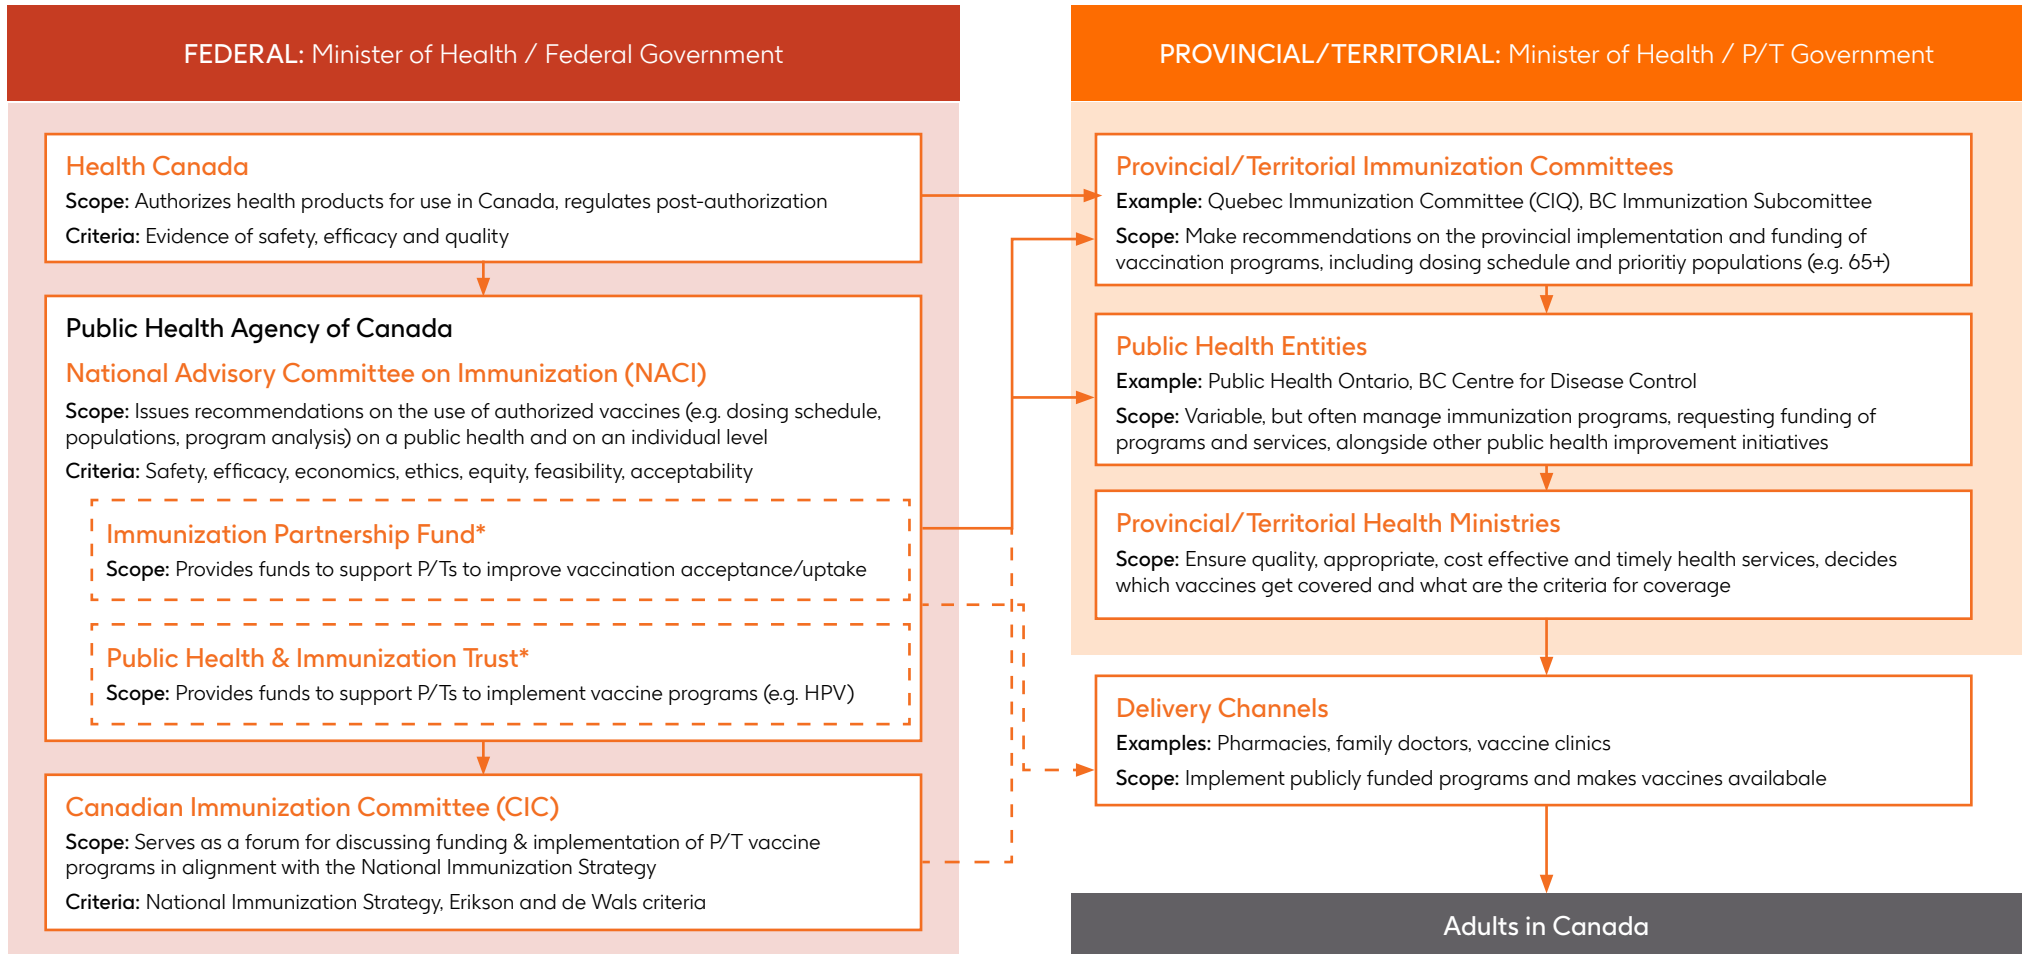 FEDERAL: Minister of Health / Federal Government
Health Canada
Scope: Authorizes health products for use in Canada, regulates post-authorization
Criteria: Evidence of safety, efficacy and quality
Public Health Agency of Canada
National Advisory Committee on Immunization (NACI)
Scope: Issues recommendations on the use of authorized vaccines (e.g. dosing schedule,
populations, program analysis) on a public health and on an individual level
Criteria: Safety, efficacy, economics, ethics, equity, feasibility, acceptability
Immunization Partnership Fund*
Scope: Provides funds to support P/Ts to improve vaccination acceptance/uptake
Public Health & Immunization Trust*
Scope: Provides funds to support P/Ts to implement vaccine programs (e.g. HPV)
Canadian Immunization Committee (CIC)
Scope: Serves as a forum for discussing funding & implementation of P/T vaccine
programs in alignment with the National Immunization Strategy
Criteria: National Immunization Strategy, Erikson and de Wals criteria
PROVINCIAL/TERRITORIAL: Minister of Health / P/T Government
Provincial/Territorial Immunization Committees
Example: Quebec Immunization Committee (CIQ), BC Immunization Subcomittee
Scope: Make recommendations on the provincial implementation and funding of
vaccination programs, including dosing schedule and prioritiy populations (e.g. 65+)
Public Health Entities
Example: Public Health Ontario, BC Centre for Disease Control
Scope: Variable, but often manage immunization programs, requesting funding of
programs and services, alongside other public health improvement initiatives
Provincial/Territorial Health Ministries
Scope: Ensure quality, appropriate, cost effective and timely health services, decides
which vaccines get covered and what are the criteria for coverage
Delivery Channels
Examples: Pharmacies, family doctors, vaccine clinics
Scope: Implement publicly funded programs and makes vaccines availabale
Adults in Canada